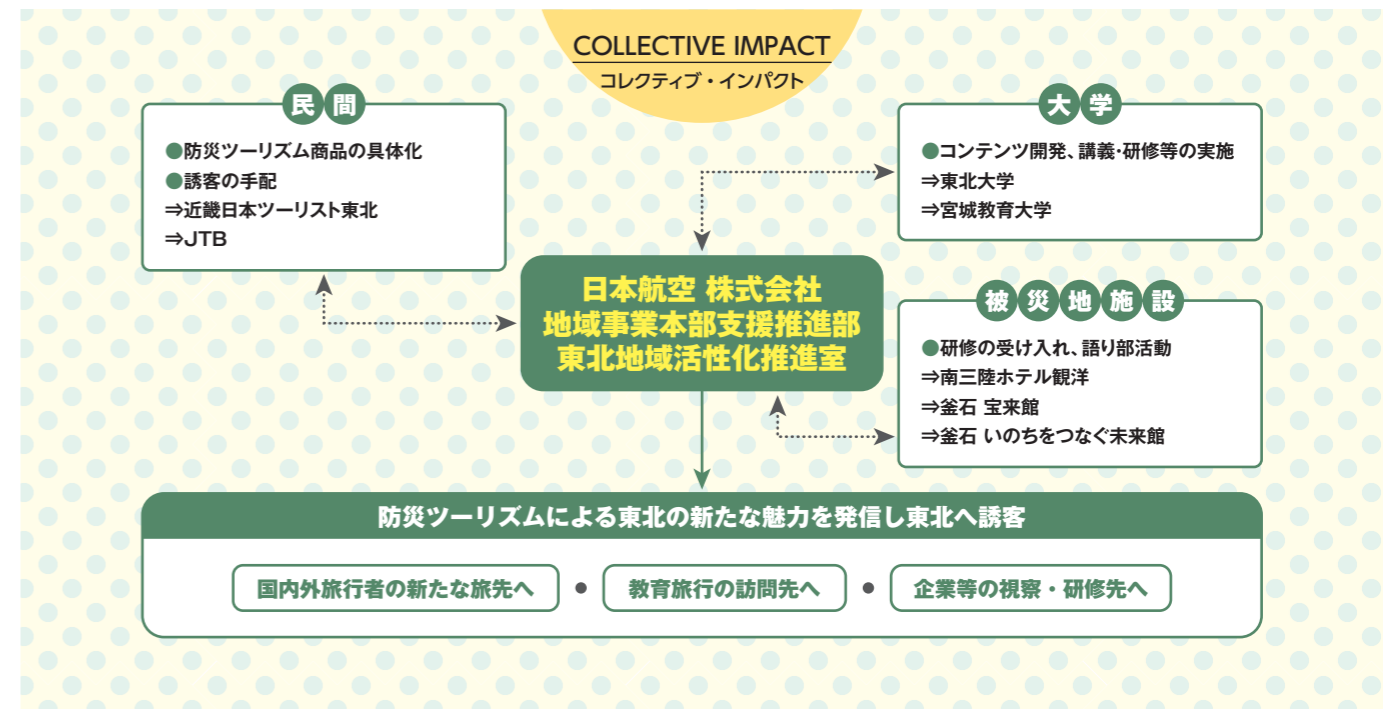 COLLECTIVE IMPACT
コレクティブ・インパクト
民間
●防災ツーリズム商品の具体化
●誘客の手配
⇒近畿日本ツーリスト東北
⇒JTB
大学
●コンテンツ開発、講義・研修等の実施
⇒東北大学
⇒宮城教育大学
日本航空 株式会社
地域事業本部支援推進部
東北地域活性化推進室
被災地施設
●研修の受け入れ、語り部活動
⇒南三陸ホテル観洋
⇒釜石 宝来館
⇒釜石 いのちをつなぐ未来館
防災ツーリズムによる東北の新たな魅力を発信し東北へ誘客
国内外旅行者の新たな旅先へ ● 教育旅行の訪問先へ ● 企業等の視察・研修先へ